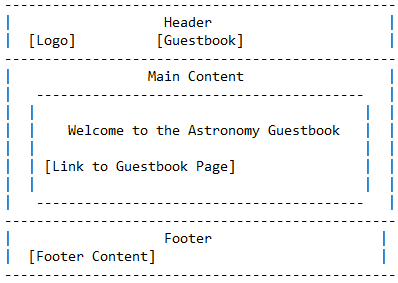 Header
[Logo] [Guestbook]
Main Content
Welcome to the Astronomy Guestbook
[Link to Guestbook Page]
Footer
[Footer Content]